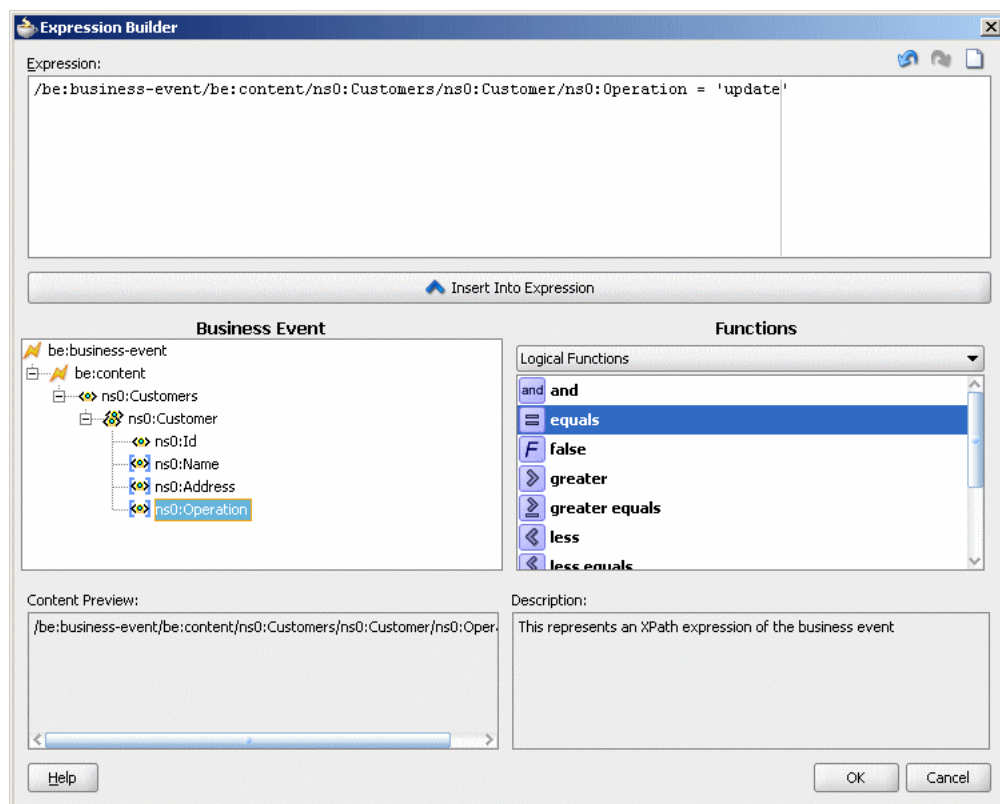 Expression Builder
Expression:
/be:business-event/be:content/ns0:Customers/ns0:Customer/ns0:Operation = 'update'
Insert Into Expression
Business Event
Functions
be:business-event
be:content
ns0:Customers
ns0:Customer
ns0:Id
ns0:Name
ns0:Address
ns0:Operation
Logical Functions
and and
equals
F false
greater
greater equals
less
less equals
Content Preview:
/be:business-event/be:content/ns0:Customers/ns0:Customer/ns0:Oper
Description:
This represents an XPath expression of the business event
Help
OK
Cancel